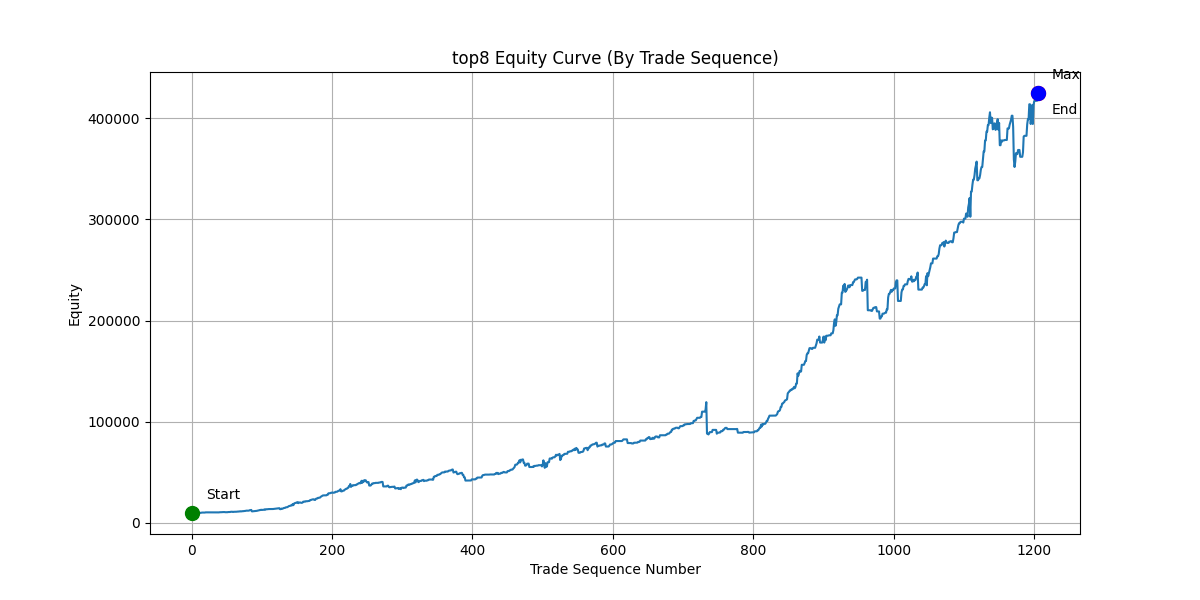 top8 Equity Curve (By Trade Sequence)
Max
End
Start
Equity
400000
300000
200000
100000
0
0 200 400 600 800 1000 1200
Trade Sequence Number